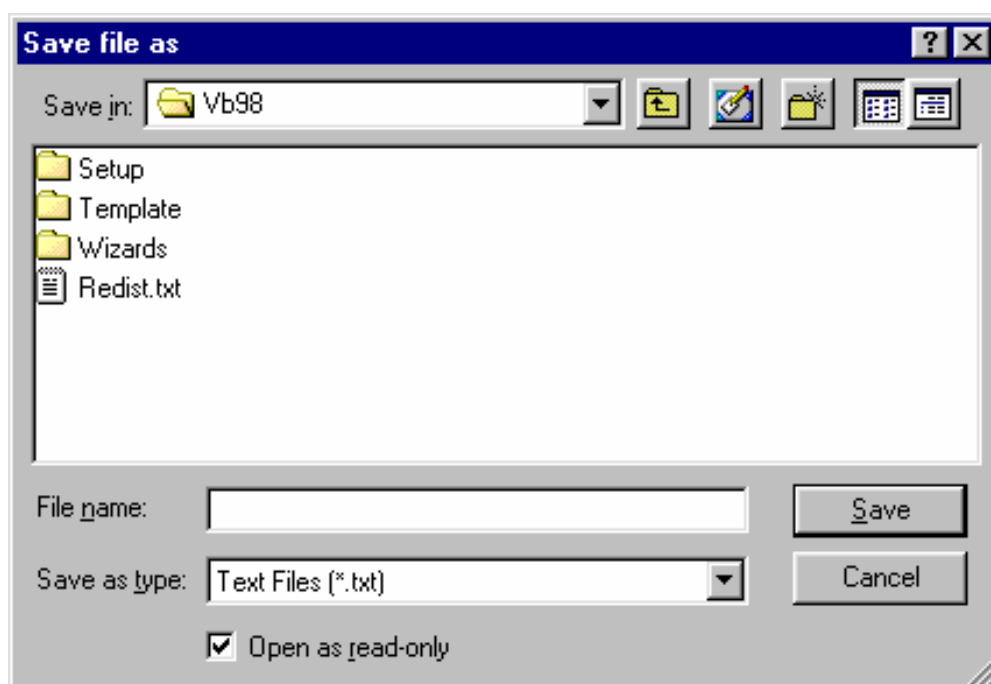 Save file as
Save in: Vb98
Setup
Template
Wizards
Redist.txt
File name:
Save
Save as type: Text Files (*.txt)
Cancel
Open as read-only